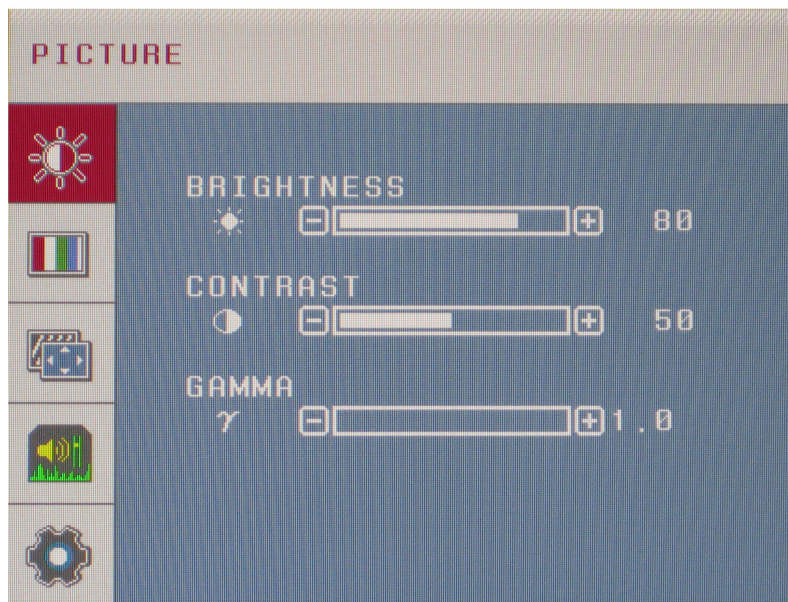 PICTURE
BRIGHTNESS
80
CONTRAST
50
GAMMA
γ 1.0